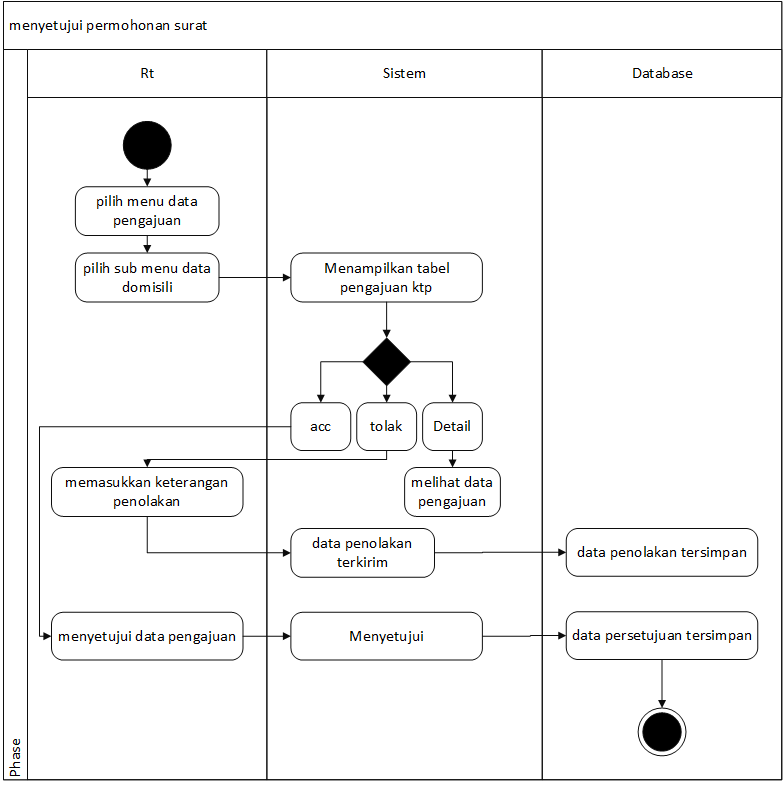 menyetujui permohonan surat
Rt
Sistem
Database
pilih menu data
pengajuan
pilih sub menu data
domisili
Menampilkan tabel
pengajuan ktp
acc
tolak
Detail
memasukkan keterangan
penolakan
melihat data
pengajuan
data penolakan
terkirim
data penolakan tersimpan
menyetujui data pengajuan
Menyetujui
data persetujuan tersimpan
Phase